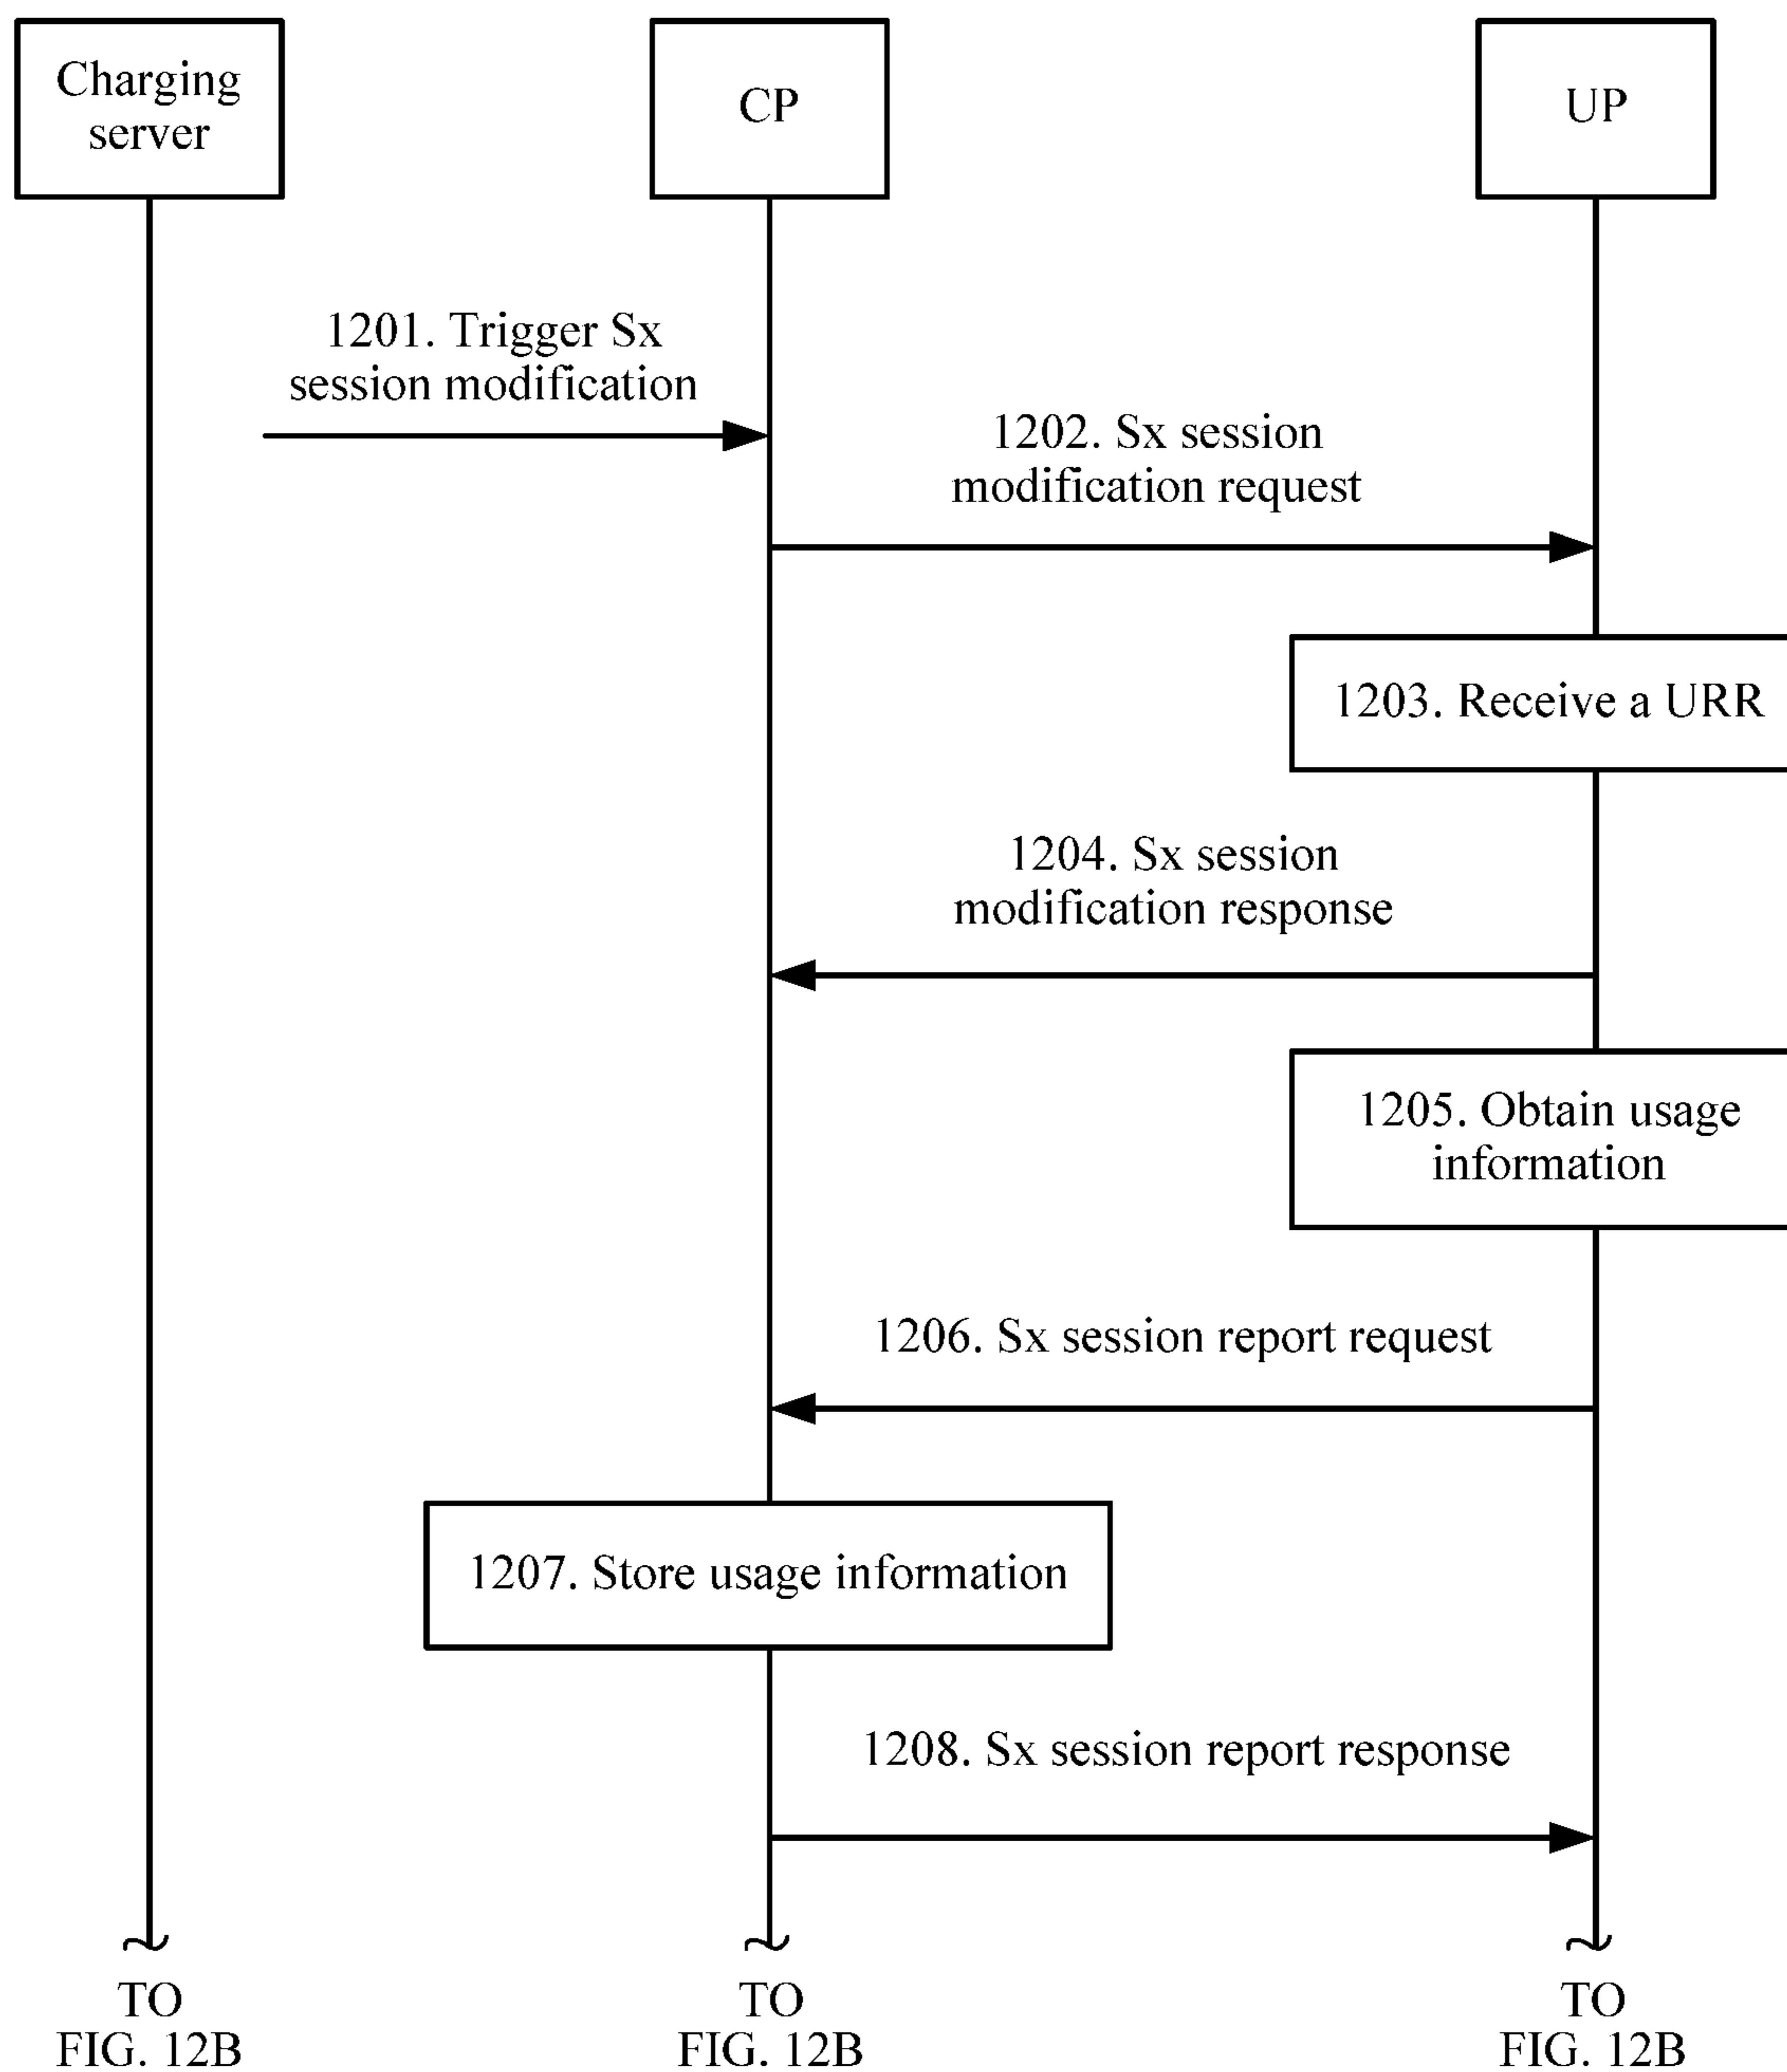 Charging
server
CP
UP
1201. Trigger Sx
session modification
1202. Sx session
modification request
1203. Receive a URR
1204. Sx session
modification response
1205. Obtain usage
information
1206. Sx session report request
1207. Store usage information
1208. Sx session report response
TO
FIG. 12B
TO
FIG. 12B
TO
FIG. 12B